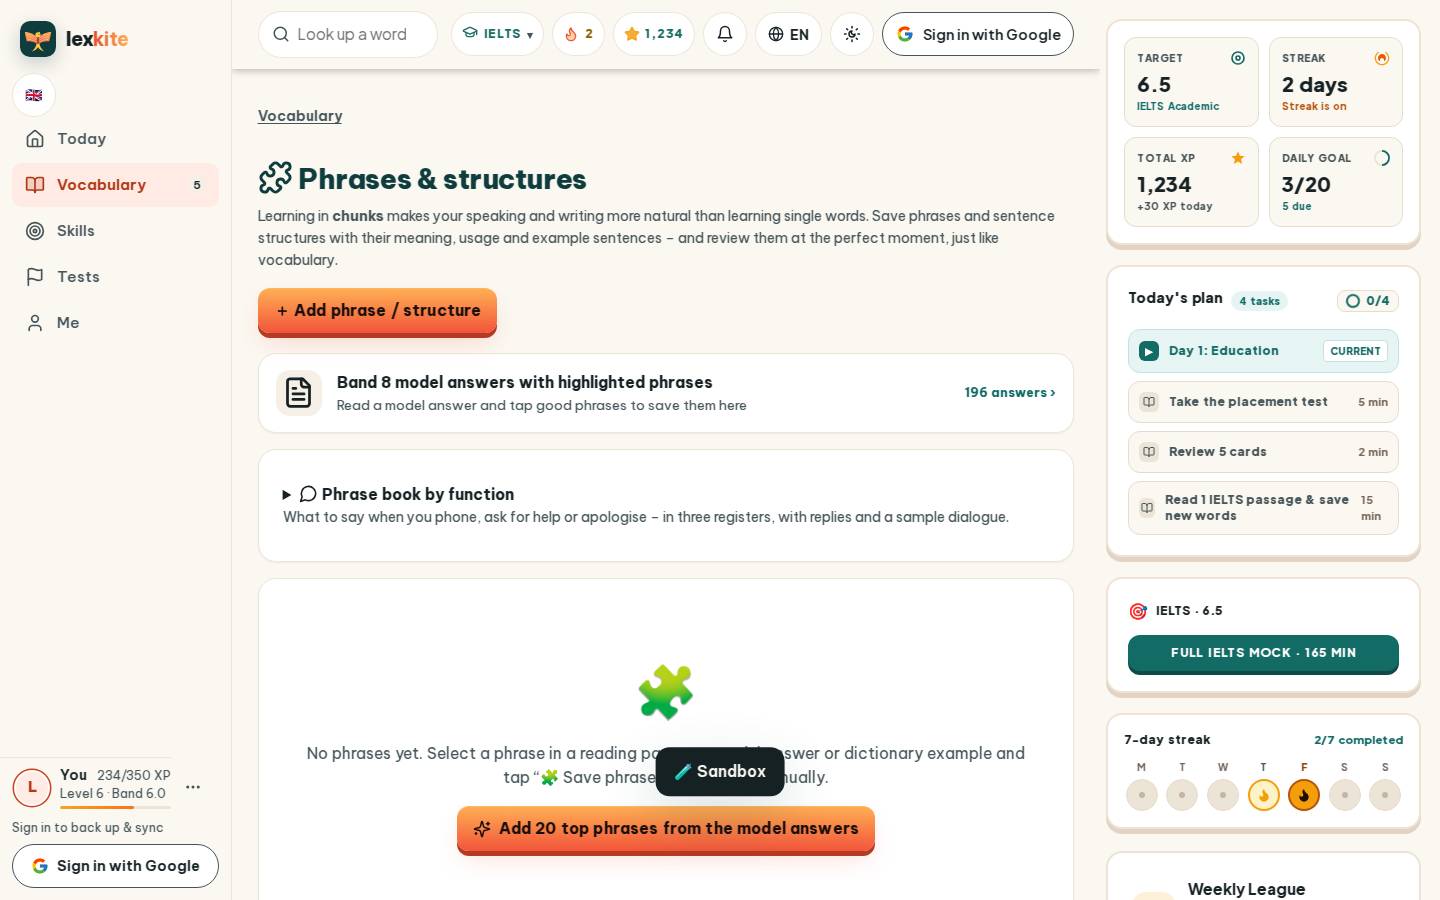 lexkite
Today
Vocabulary 5
Skills
Tests
Me
You 234/350 XP
Level 6 · Band 6.0
Sign in to back up & sync
Sign in with Google
Look up a word
IELTS ▾
2
1,234
EN
Sign in with Google
Vocabulary
Phrases & structures
Learning in chunks makes your speaking and writing more natural than learning single words. Save phrases and sentence
structures with their meaning, usage and example sentences – and review them at the perfect moment, just like
vocabulary.
+ Add phrase / structure
Band 8 model answers with highlighted phrases
Read a model answer and tap good phrases to save them here
196 answers ›
Phrase book by function
What to say when you phone, ask for help or apologise – in three registers, with replies and a sample dialogue.
No phrases yet. Select a phrase in a reading answer or dictionary example and
tap “🧩 Save phrase
Sandbox
Add 20 top phrases from the model answers
TARGET
6.5
IELTS Academic
STREAK
2 days
Streak is on
TOTAL XP
1,234
+30 XP today
DAILY GOAL
3/20
5 due
Today's plan 4 tasks 0/4
Day 1: Education CURRENT
Take the placement test 5 min
Review 5 cards 2 min
Read 1 IELTS passage & save new words 15 min
IELTS · 6.5
FULL IELTS MOCK · 165 MIN
7-day streak 2/7 completed
M T W T F S S
Weekly League